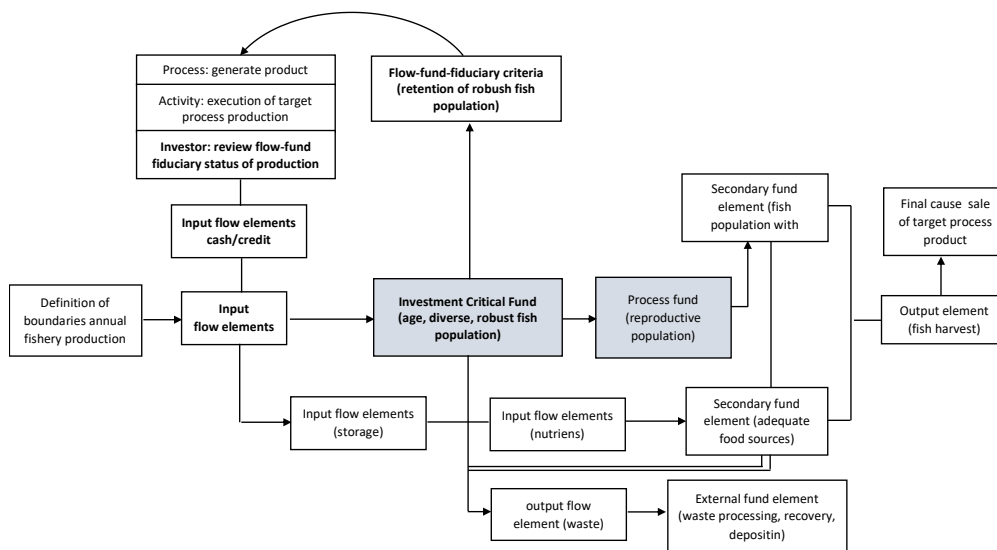 Process: generate product
Activity: execution of target
process production
Investor: review flow-fund
fiduciary status of production
Flow-fund-fiduciary criteria
(retention of robush fish
population)
Input flow elements
cash/credit
Secondary fund
element (fish
population with
Final cause sale
of target process
product
Definition of
boundaries annual
fishery production
Input
flow elements
Investment Critical Fund
(age, diverse, robust fish
population)
Process fund
(reproductive
population)
Output element
(fish harvest)
Input flow elements
(storage)
Input flow elements
(nutriens)
Secondary fund
element (adequate
food sources)
output flow
element (waste)
External fund element
(waste processing, recovery,
depositin)